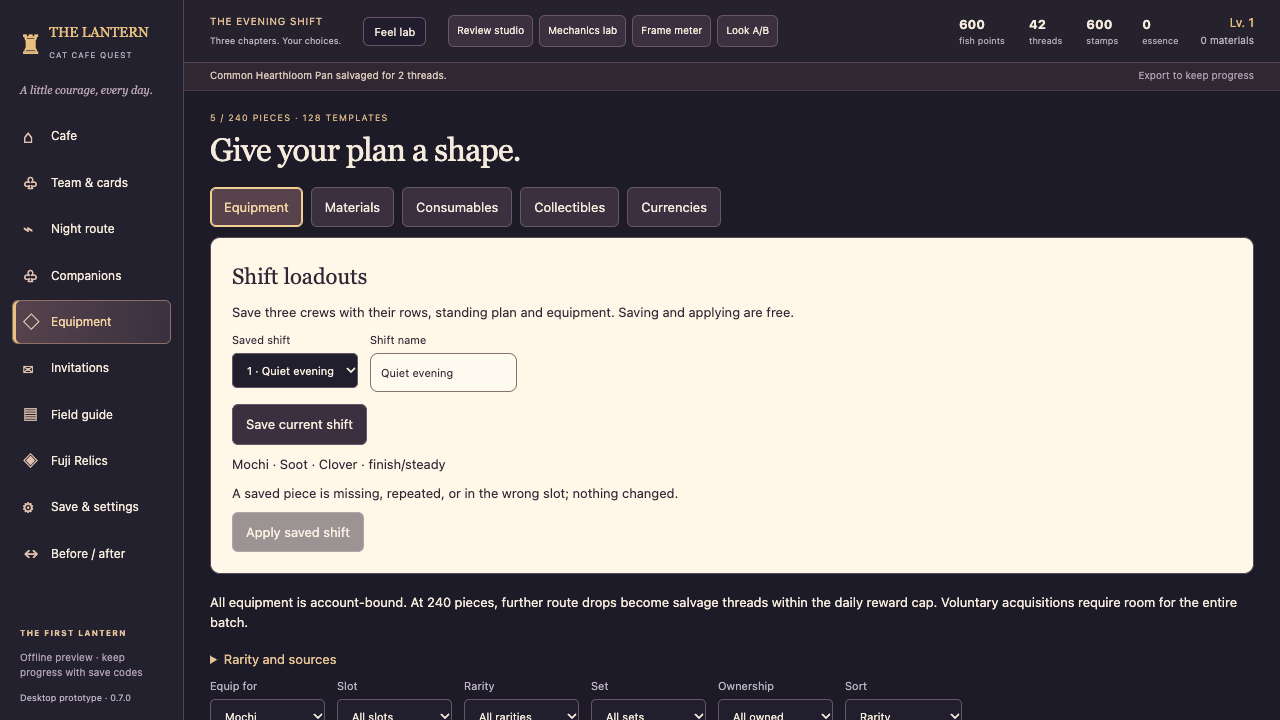 THE LANTERN
CAT CAFE QUEST
A little courage, every day.
Cafe
Team & cards
Night route
Companions
Equipment
Invitations
Field guide
Fuji Relics
Save & settings
Before / after
THE FIRST LANTERN
Offline preview · keep
progress with save codes
Desktop prototype · 0.7.0
THE EVENING SHIFT
Three chapters. Your choices.
Feel lab
Review studio
Mechanics lab
Frame meter
Look A/B
600
fish points
42
threads
600
stamps
0
essence
Lv. 1
0 materials
Common Hearthloom Pan salvaged for 2 threads.
Export to keep progress
5 / 240 PIECES · 128 TEMPLATES
Give your plan a shape.
Equipment
Materials
Consumables
Collectibles
Currencies
Shift loadouts
Save three crews with their rows, standing plan and equipment. Saving and applying are free.
Saved shift
Shift name
1 · Quiet evening
Quiet evening
Save current shift
Mochi · Soot · Clover · finish/steady
A saved piece is missing, repeated, or in the wrong slot; nothing changed.
Apply saved shift
All equipment is account-bound. At 240 pieces, further route drops become salvage threads within the daily reward cap. Voluntary acquisitions require room for the entire
batch.
Rarity and sources
Equip for
Slot
Rarity
Set
Ownership
Sort
Mochi
All slots
All rarities
All sets
All owned
Rarity